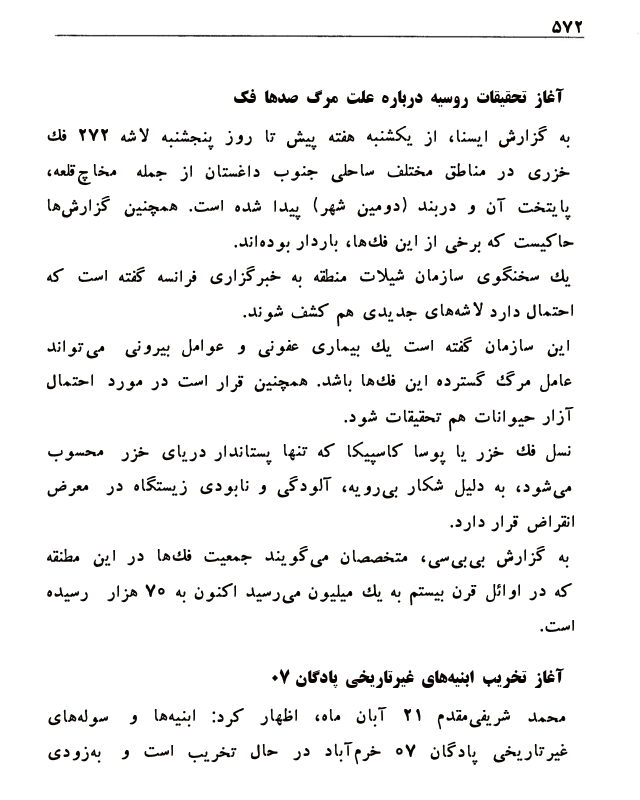 ۵۷۲
آغاز تحقیقات روسیه درباره علت مرگ صدها فک
به گزارش ایسنا، از یکشنبه هفته پیش تا روز پنجشنبه لاشه ۲۷۲ فك
خزری در مناطق مختلف ساحلی جنوب داغستان از جمله مخاچ‌قلعه،
پایتخت آن و دربند (دومین شهر) پیدا شده است. همچنین گزارش‌ها
حاکیست که برخی از این فك‌ها، باردار بوده‌اند.
یك سخنگوی سازمان شیلات منطقه به خبرگزاری فرانسه گفته است که
احتمال دارد لاشه‌های جدیدی هم کشف شوند.
این سازمان گفته است یك بیماری عفونی و عوامل بیرونی می‌تواند
عامل مرگ گسترده این فك‌ها باشد. همچنین قرار است در مورد احتمال
آزار حیوانات هم تحقیقات شود.
نسل فك خزر یا پوسا کاسپیکا که تنها پستاندار دریای خزر محسوب
می‌شود، به دلیل شکار بی‌رویه، آلودگی و نابودی زیستگاه در معرض
انقراض قرار دارد.
به گزارش بی‌بی‌سی، متخصصان می‌گویند جمعیت فك‌ها در این مطنقه
که در اوائل قرن بیستم به یك میلیون می‌رسید اکنون به ۷۰ هزار رسیده
است.
آغاز تخریب ابنیه‌های غیرتاریخی پادگان ۰۷
محمد شریفی‌مقدم ۲۱ آبان ماه، اظهار کرد: ابنیه‌ها و سوله‌های
غیرتاریخی پادگان ۰۷ خرم‌آباد در حال تخریب است و به‌زودی